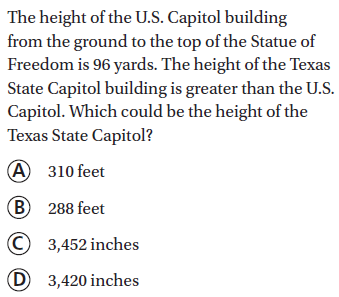 The height of the U.S. Capitol building
from the ground to the top of the Statue of
Freedom is 96 yards. The height of the Texas
State Capitol building is greater than the U.S.
Capitol. Which could be the height of the
Texas State Capitol?
A 310 feet
B 288 feet
C 3,452 inches
D 3,420 inches